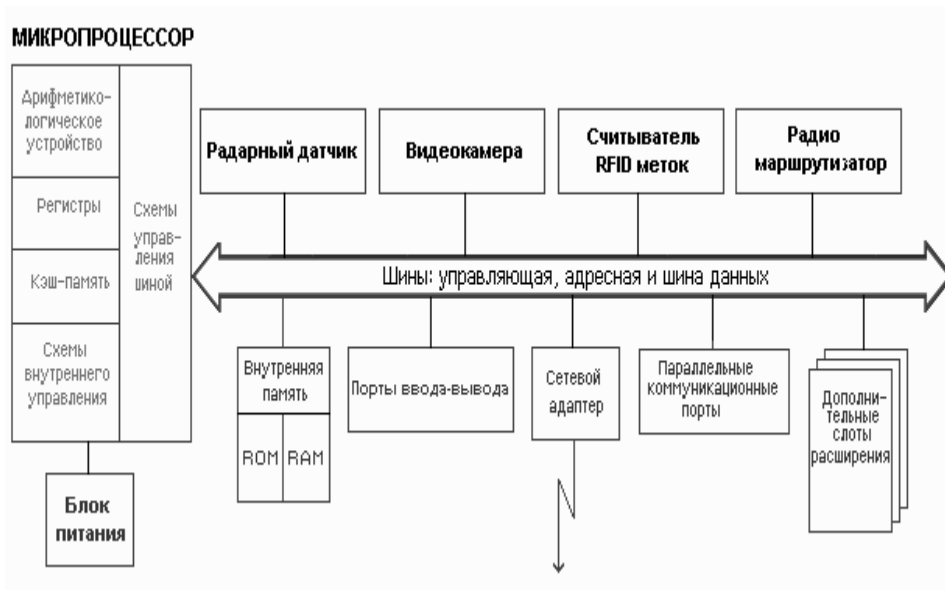 МИКРОПРОЦЕССОР
Арифметико-
логическое
устройство
Регистры
Кэш-память
Схемы
внутреннего
управления
Схемы
управ-
ления
шиной
Блок
питания
Радарный датчик
Видеокамера
Считыватель
RFID меток
Радио
маршрутизатор
Шины: управляющая, адресная и шина данных
Внутренняя
память
ROM
RAM
Порты ввода-вывода
Сетевой
адаптер
Параллельные
коммуникационные
порты
Дополни-
тельные
слоты
расширения